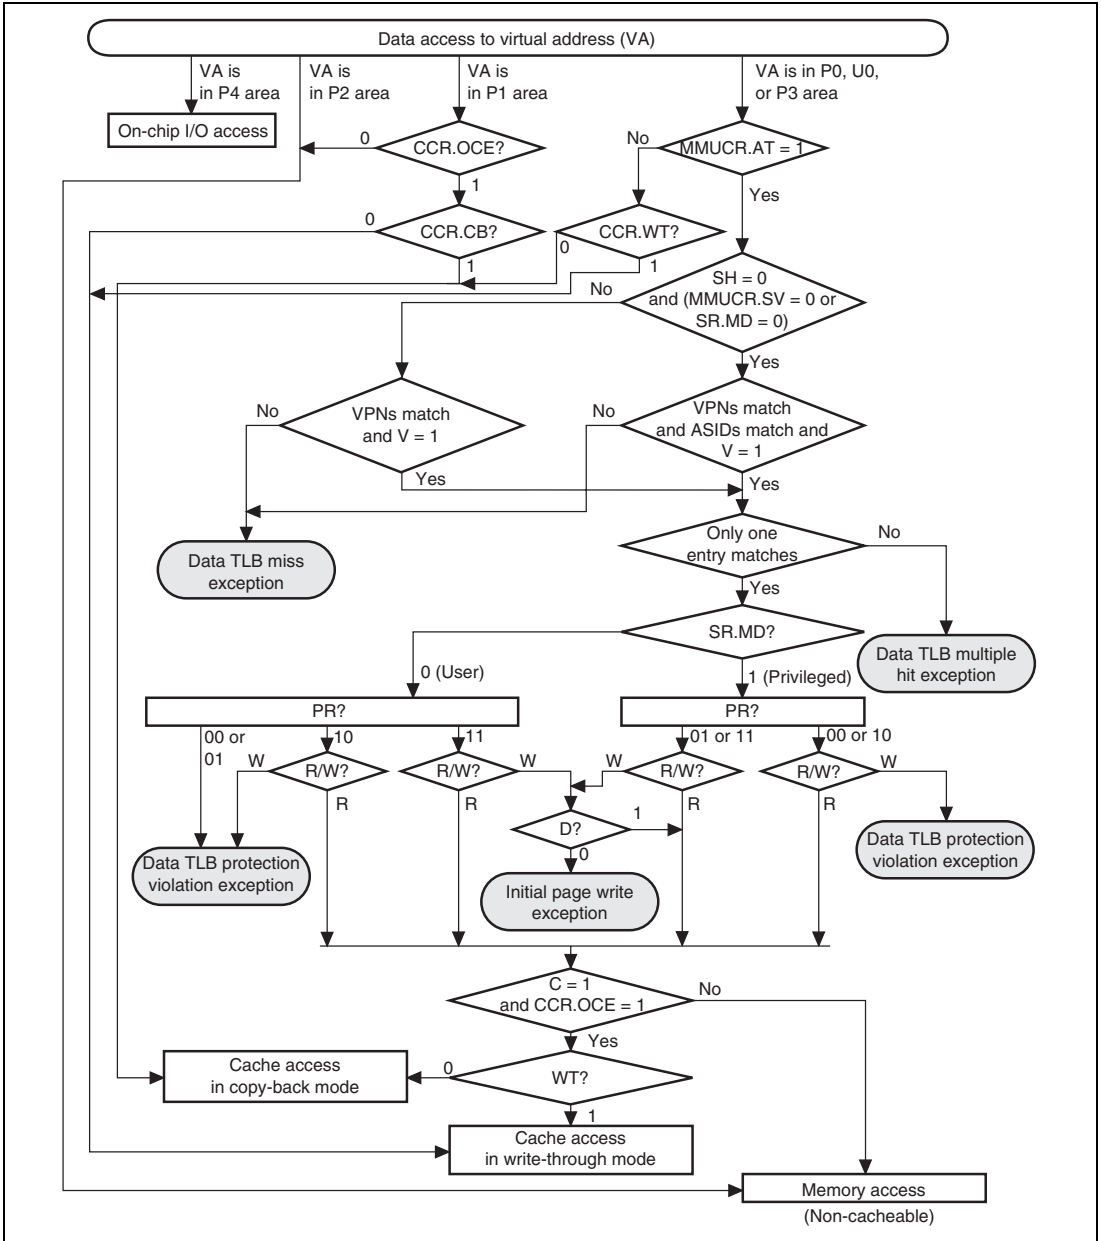 Data access to virtual address (VA)
VA is
in P4 area
VA is
in P2 area
VA is
in P1 area
VA is in P0, U0,
or P3 area
On-chip I/O access
0
CCR.OCE?
No
MMUCR.AT = 1
1
Yes
0
CCR.CB?
CCR.WT?
0
1
1
SH = 0
and (MMUCR.SV = 0 or
SR.MD = 0)
No
Yes
No
VPNs match
and V = 1
No
VPNs match
and ASIDs match and
V = 1
Yes
Yes
Only one
entry matches
No
Data TLB miss
exception
Yes
SR.MD?
Data TLB multiple
hit exception
0 (User)
1 (Privileged)
PR?
PR?
00 or
01
10
11
01 or 11
00 or 10
W
R/W?
R/W?
W
W
R/W?
R/W?
W
R
R
R
R
D?
1
0
Data TLB protection
violation exception
Data TLB protection
violation exception
Initial page write
exception
C = 1
and CCR.OCE = 1
No
Yes
Cache access
in copy-back mode
0
WT?
1
Cache access
in write-through mode
Memory access
(Non-cacheable)